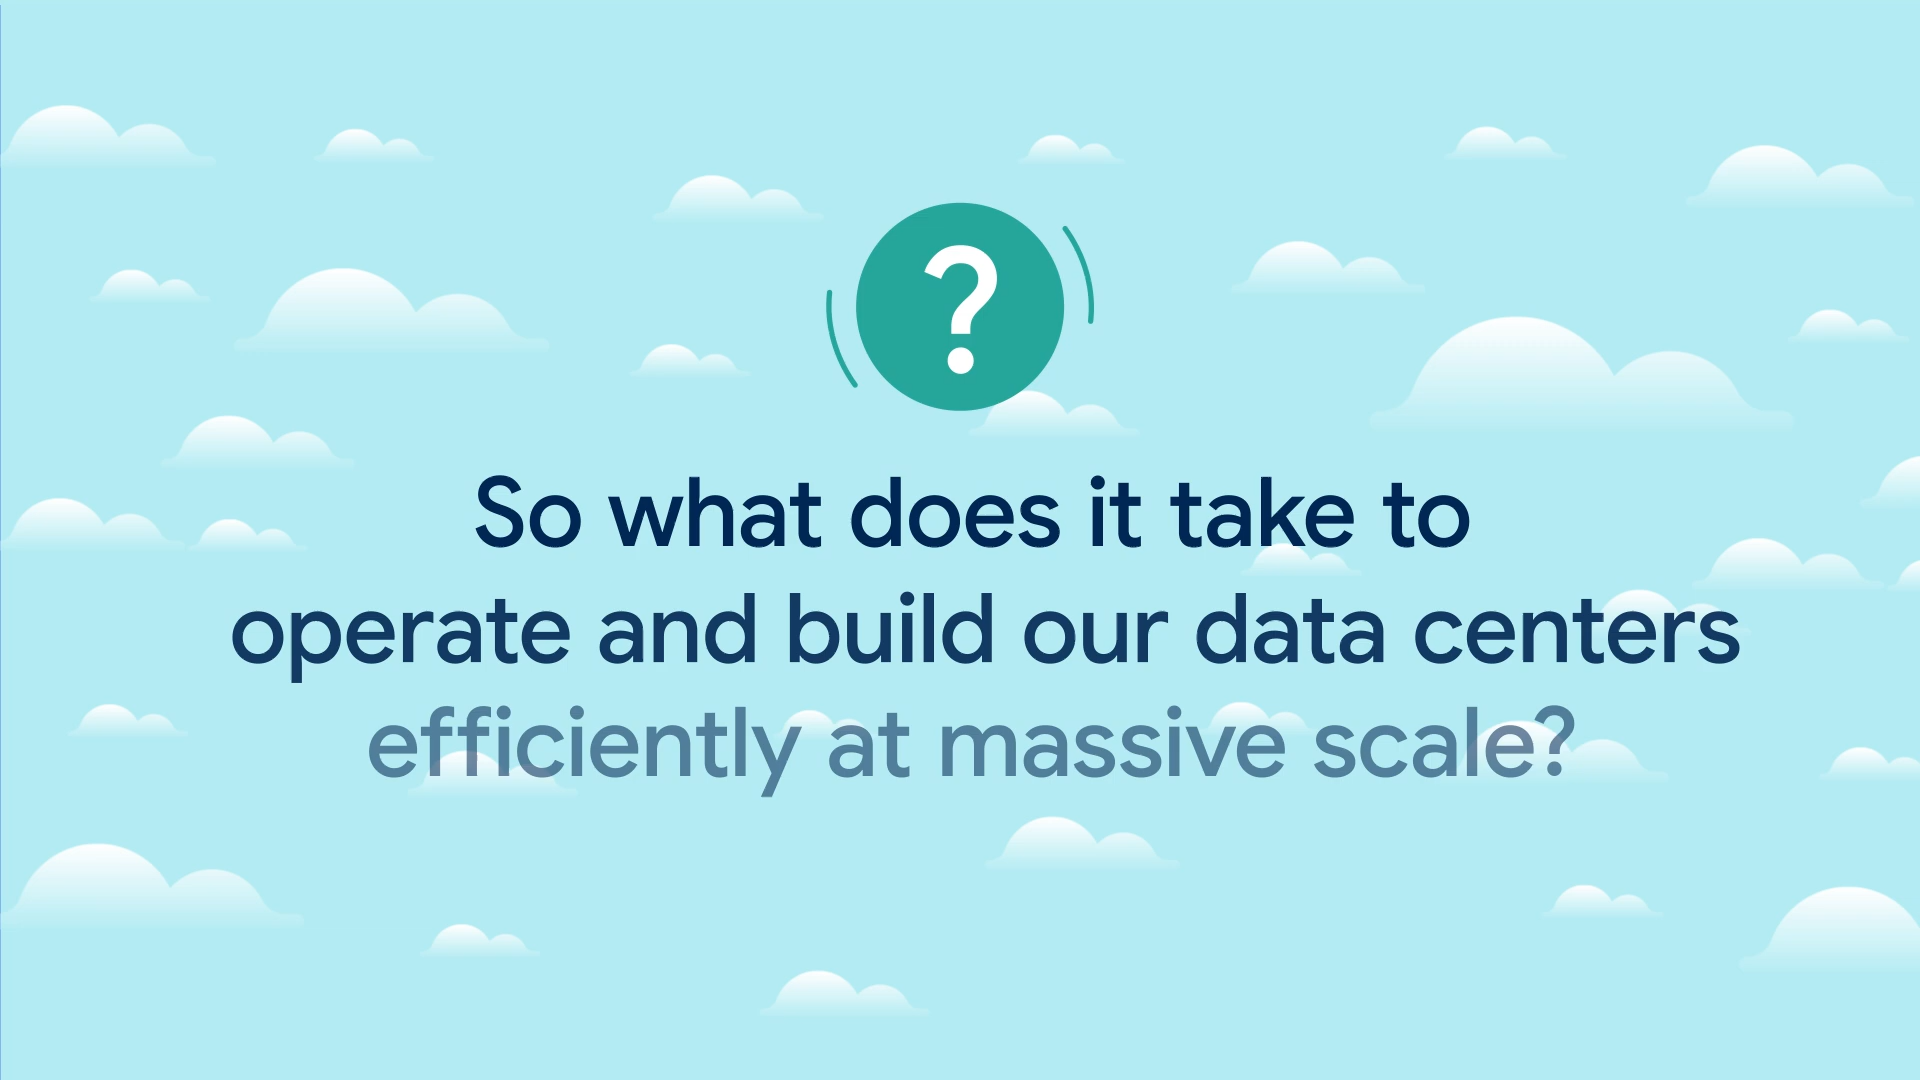 ?
So what does it take to
operate and build our data centers
efficiently at massive scale?